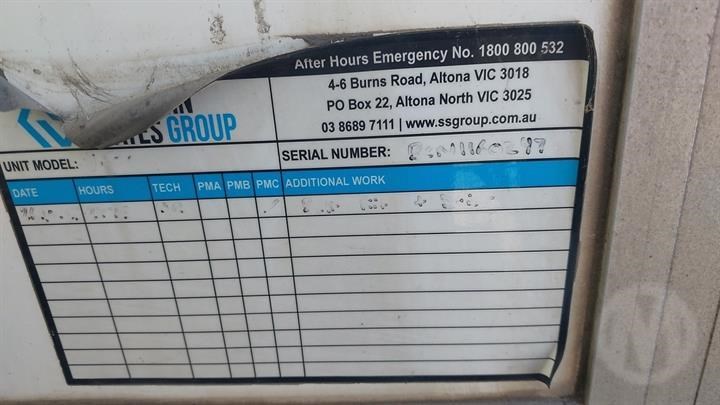 After Hours Emergency No. 1800 800 532
4-6 Burns Road, Altona VIC 3018
PO Box 22, Altona North VIC 3025
03 8689 7111 | www.ssgroup.com.au
GROUP
UNIT MODEL:
SERIAL NUMBER:
DATE HOURS TECH PMA PMB PMC ADDITIONAL WORK